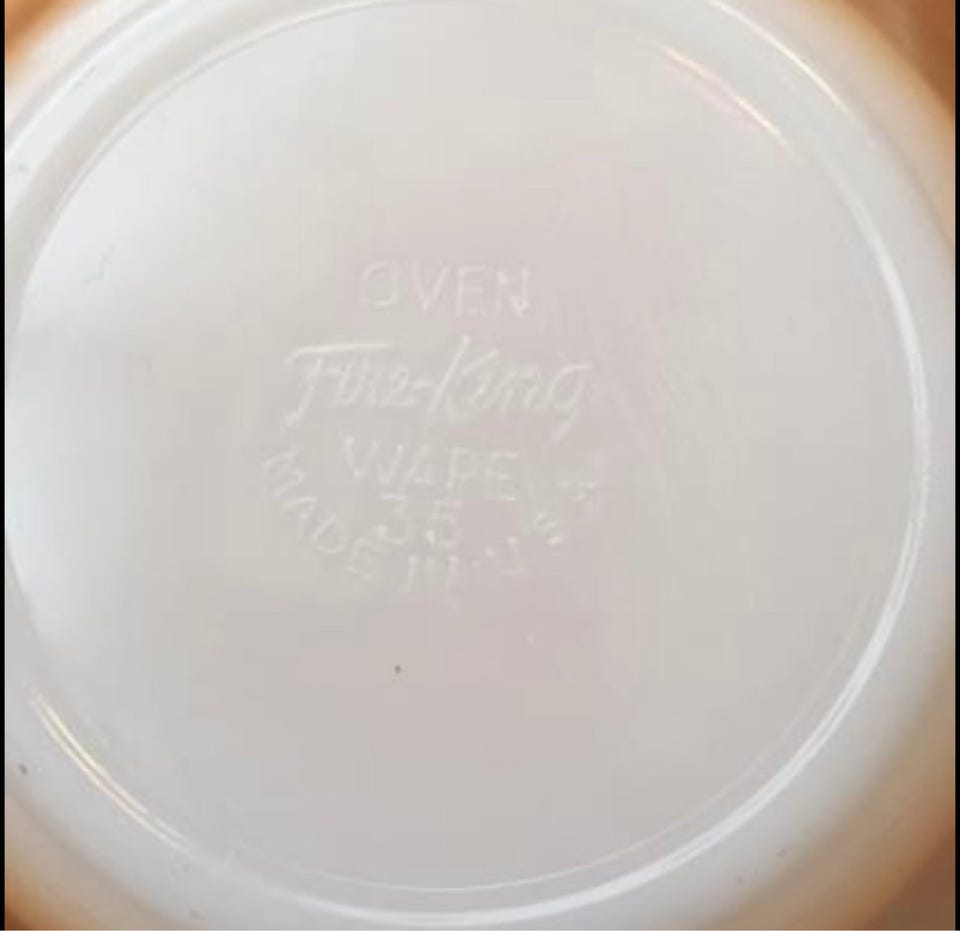 OVEN
Fire-King
WARE
35
MADE IN U.S.A.